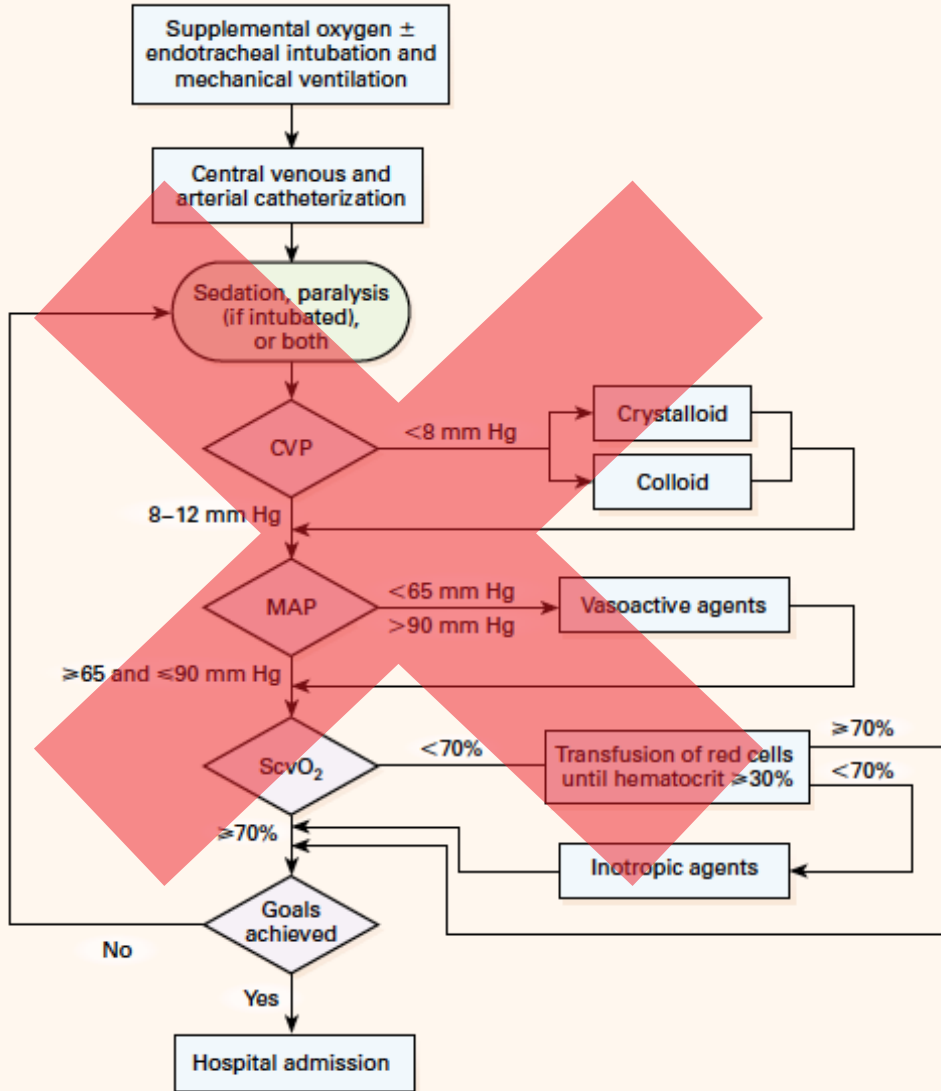 Supplemental oxygen ±
endotracheal intubation and
mechanical ventilation
Central venous and
arterial catheterization
Sedation, paralysis
(if intubated),
or both
CVP
<8 mm Hg
Crystalloid
Colloid
8–12 mm Hg
MAP
<65 mm Hg
>90 mm Hg
Vasoactive agents
≥65 and ≤90 mm Hg
ScvO₂
<70%
Transfusion of red cells
until hematocrit ≥30%
≥70%
<70%
≥70%
Inotropic agents
Goals
achieved
No
Yes
Hospital admission